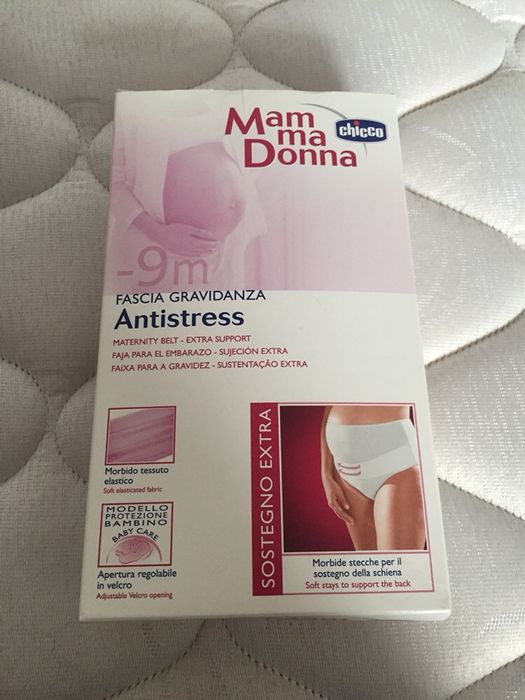 Mam
ma
Donna
chicco
-9m
FASCIA GRAVIDANZA
Antistress
MATERNITY BELT - EXTRA SUPPORT
FAJA PARA EL EMBARAZO - SUJECIÓN EXTRA
FAIXA PARA A GRAVIDEZ - SUSTENTAÇÃO EXTRA
Morbido tessuto
elastico
Soft elasticated fabric
MODELLO
PROTEZIONE
BAMBINO
BABY CARE
Apertura regolabile
in velcro
Adjustable Velcro opening
SOSTEGNO EXTRA
Morbide stecche per il
sostegno della schiena
Soft stays to support the back